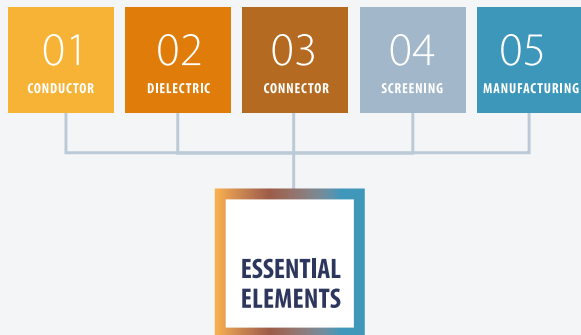 01 02 03 04 05
CONDUCTOR DIELECTRIC CONNECTOR SCREENING MANUFACTURING
ESSENTIAL
ELEMENTS